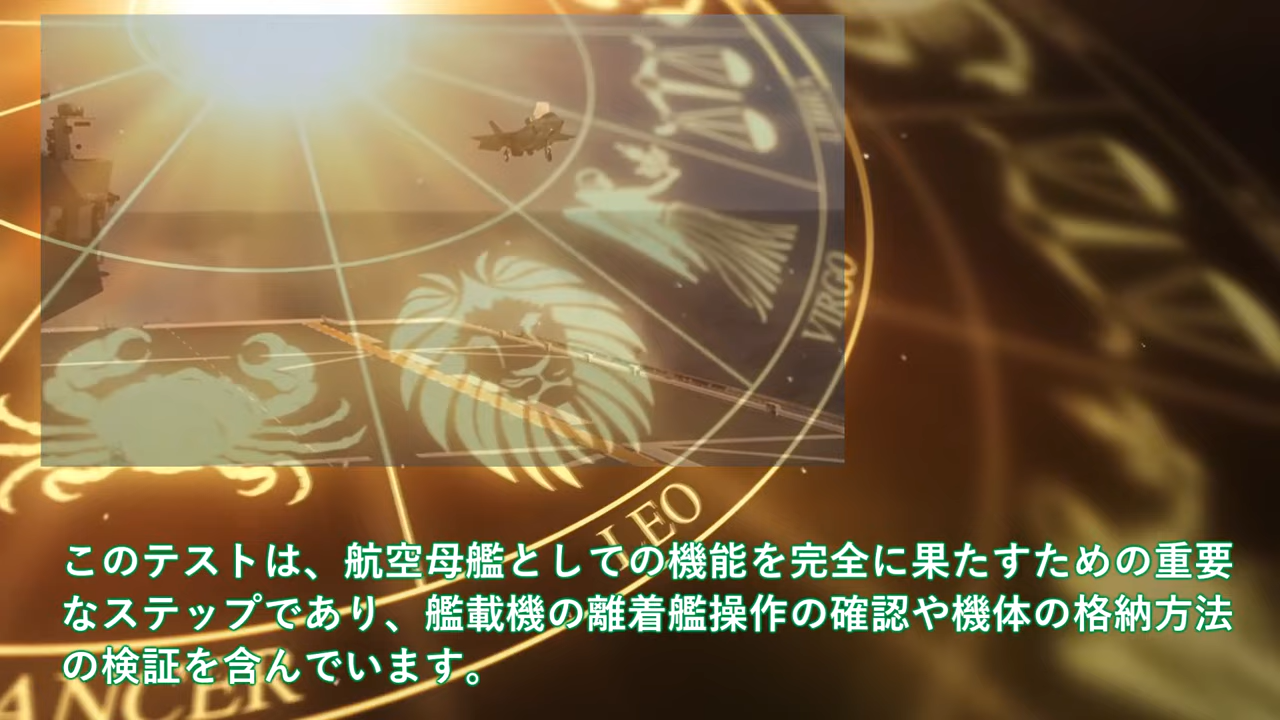 VIRGO
LEO
このテストは、航空母艦としての機能を完全に果たすための重要
なステップであり、艦載機の離着艦操作の確認や機体の格納方法
の検証を含んでいます。
ANCER